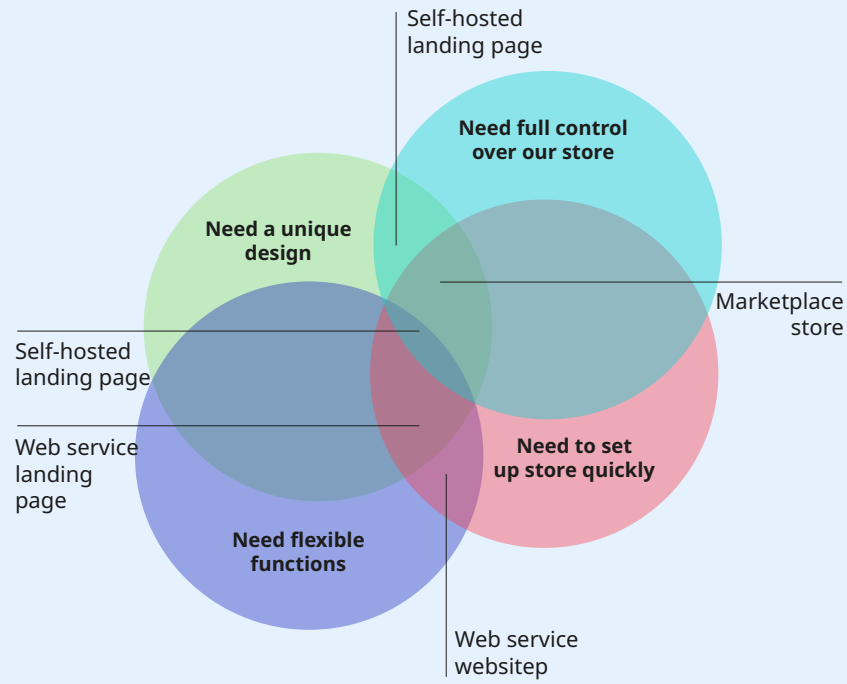 Self-hosted
landing page
Need full control
over our store
Need a unique
design
Marketplace
store
Self-hosted
landing page
Web service
landing
page
Need to set
up store quickly
Need flexible
functions
Web service
websitep